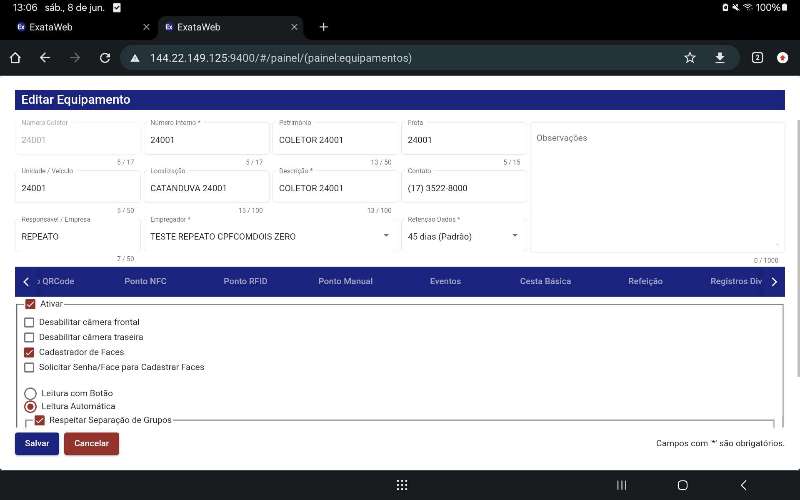 13:06 sáb., 8 de jun.
100%
Ex ExataWeb
Ex ExataWeb
144.22.149.125:9400/#/painel/(painel:equipamentos)
2
Editar Equipamento
Número Coletor
24001
5 / 17
Número Interno *
24001
5 / 17
Patrimônio
COLETOR 24001
13 / 50
Frota
24001
5 / 15
Observações
0 / 1000
Unidade / Veículo
24001
5 / 50
Localização
CATANDUVA 24001
15 / 100
Descrição *
COLETOR 24001
13 / 100
Contato
(17) 3522-8000
Responsável / Empresa
REPEATO
7 / 50
Empregador *
TESTE REPEATO CPFCOMDOIS ZERO
Retenção Dados *
45 dias (Padrão)
QRCode Ponto NFC Ponto RFID Ponto Manual Eventos Cesta Básica Refeição Registros Div
Ativar
Desabilitar câmera frontal
Desabilitar câmera traseira
Cadastrador de Faces
Solicitar Senha/Face para Cadastrar Faces
Leitura com Botão
Leitura Automática
Respeitar Separação de Grupos
Salvar
Cancelar
Campos com '*' são obrigatórios.